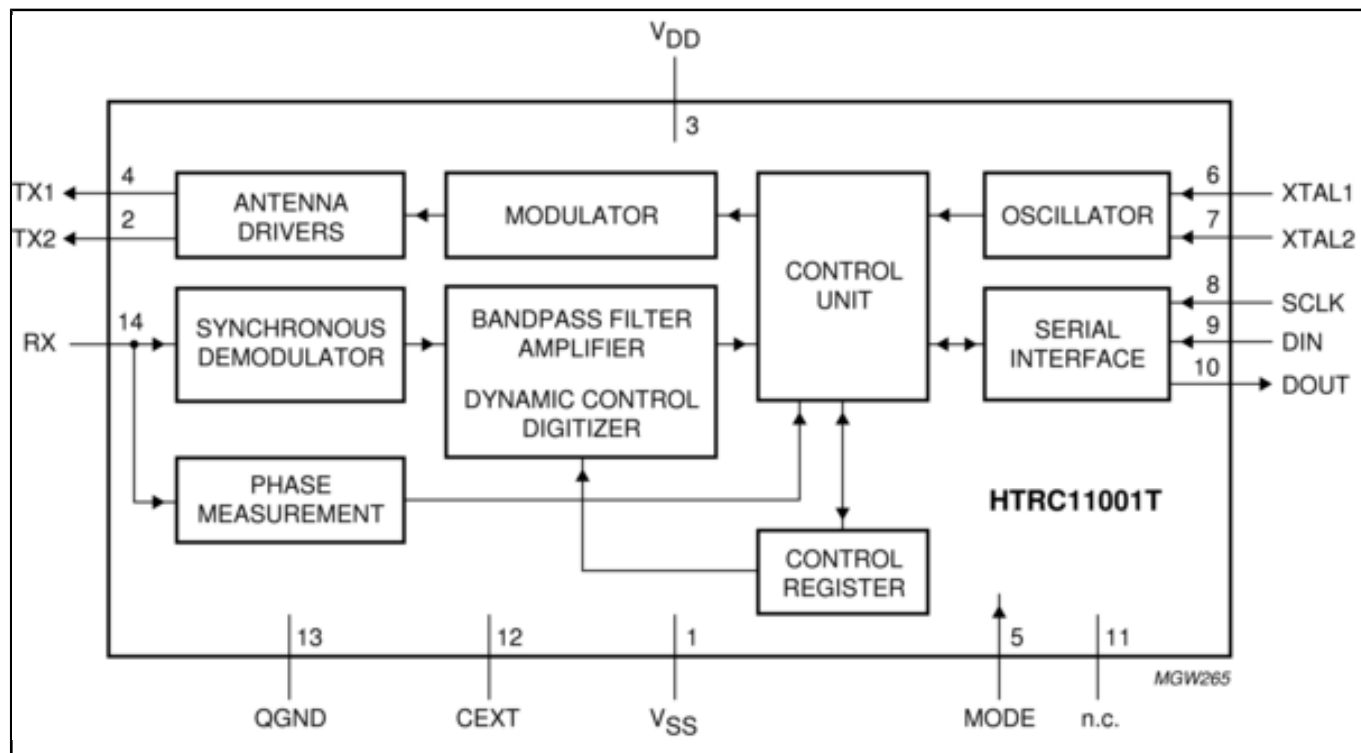 VDD
3
TX1
4
TX2
2
ANTENNA
DRIVERS
MODULATOR
CONTROL
UNIT
OSCILLATOR
6
XTAL1
7
XTAL2
RX
14
SYNCHRONOUS
DEMODULATOR
BANDPASS FILTER
AMPLIFIER
DYNAMIC CONTROL
DIGITIZER
SERIAL
INTERFACE
8
SCLK
9
DIN
10
DOUT
PHASE
MEASUREMENT
HTRC11001T
CONTROL
REGISTER
13
12
1
5
11
MGW265
QGND
CEXT
VSS
MODE
n.c.